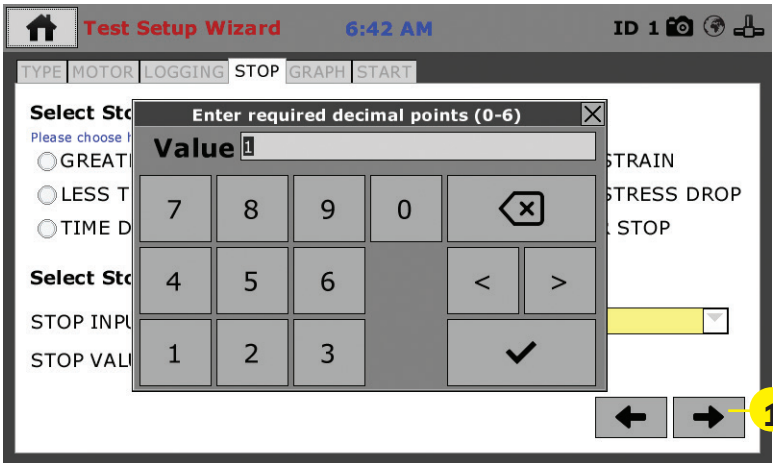 Test Setup Wizard 6:42 AM ID 1
TYPE MOTOR LOGGING STOP GRAPH START
Select Sto
Enter required decimal points (0-6)
Please choose h
Value 1
GREAT STRAIN
LESS T STRESS DROP
TIME D STOP
7 8 9 0
4 5 6 < >
1 2 3
Select Sto
STOP INPU
STOP VALU
1